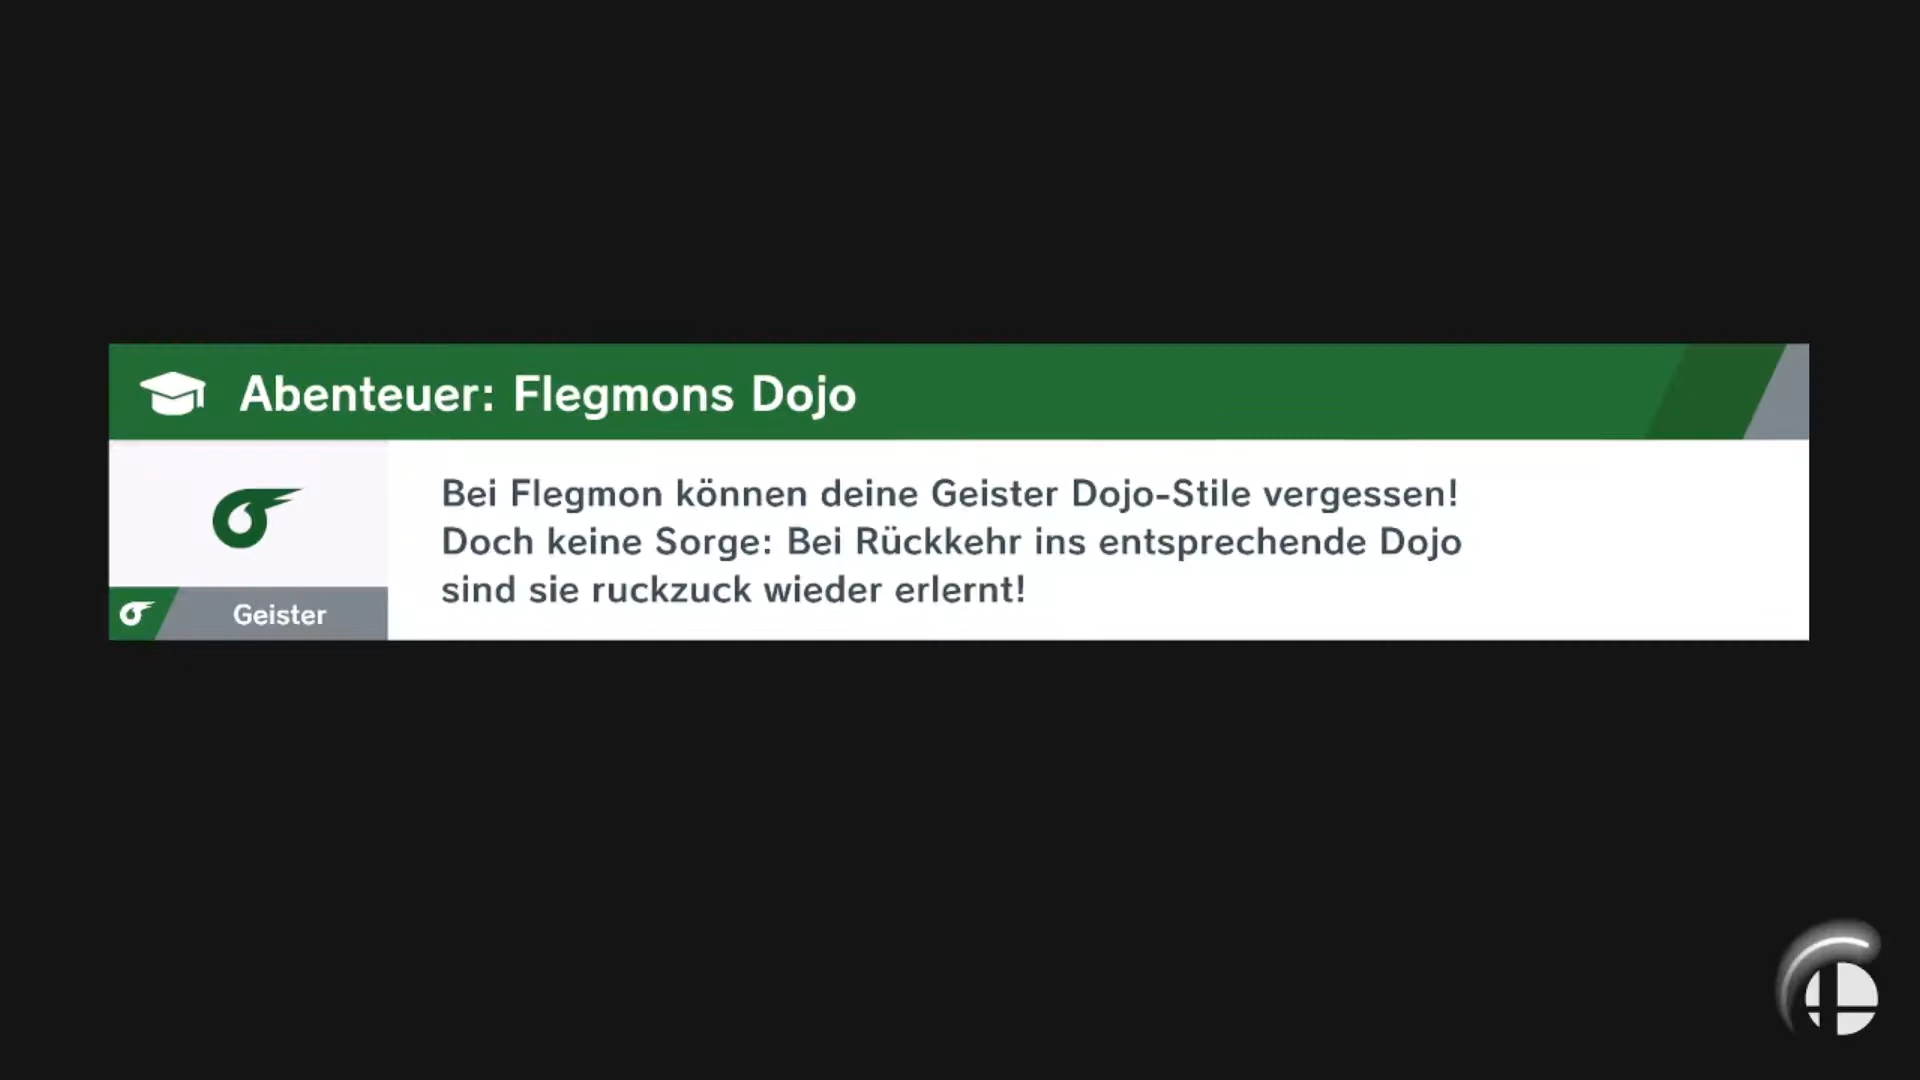 Abenteuer: Flegmons Dojo
Bei Flegmon können deine Geister Dojo-Stile vergessen!
Doch keine Sorge: Bei Rückkehr ins entsprechende Dojo
sind sie ruckzuck wieder erlernt!
Geister